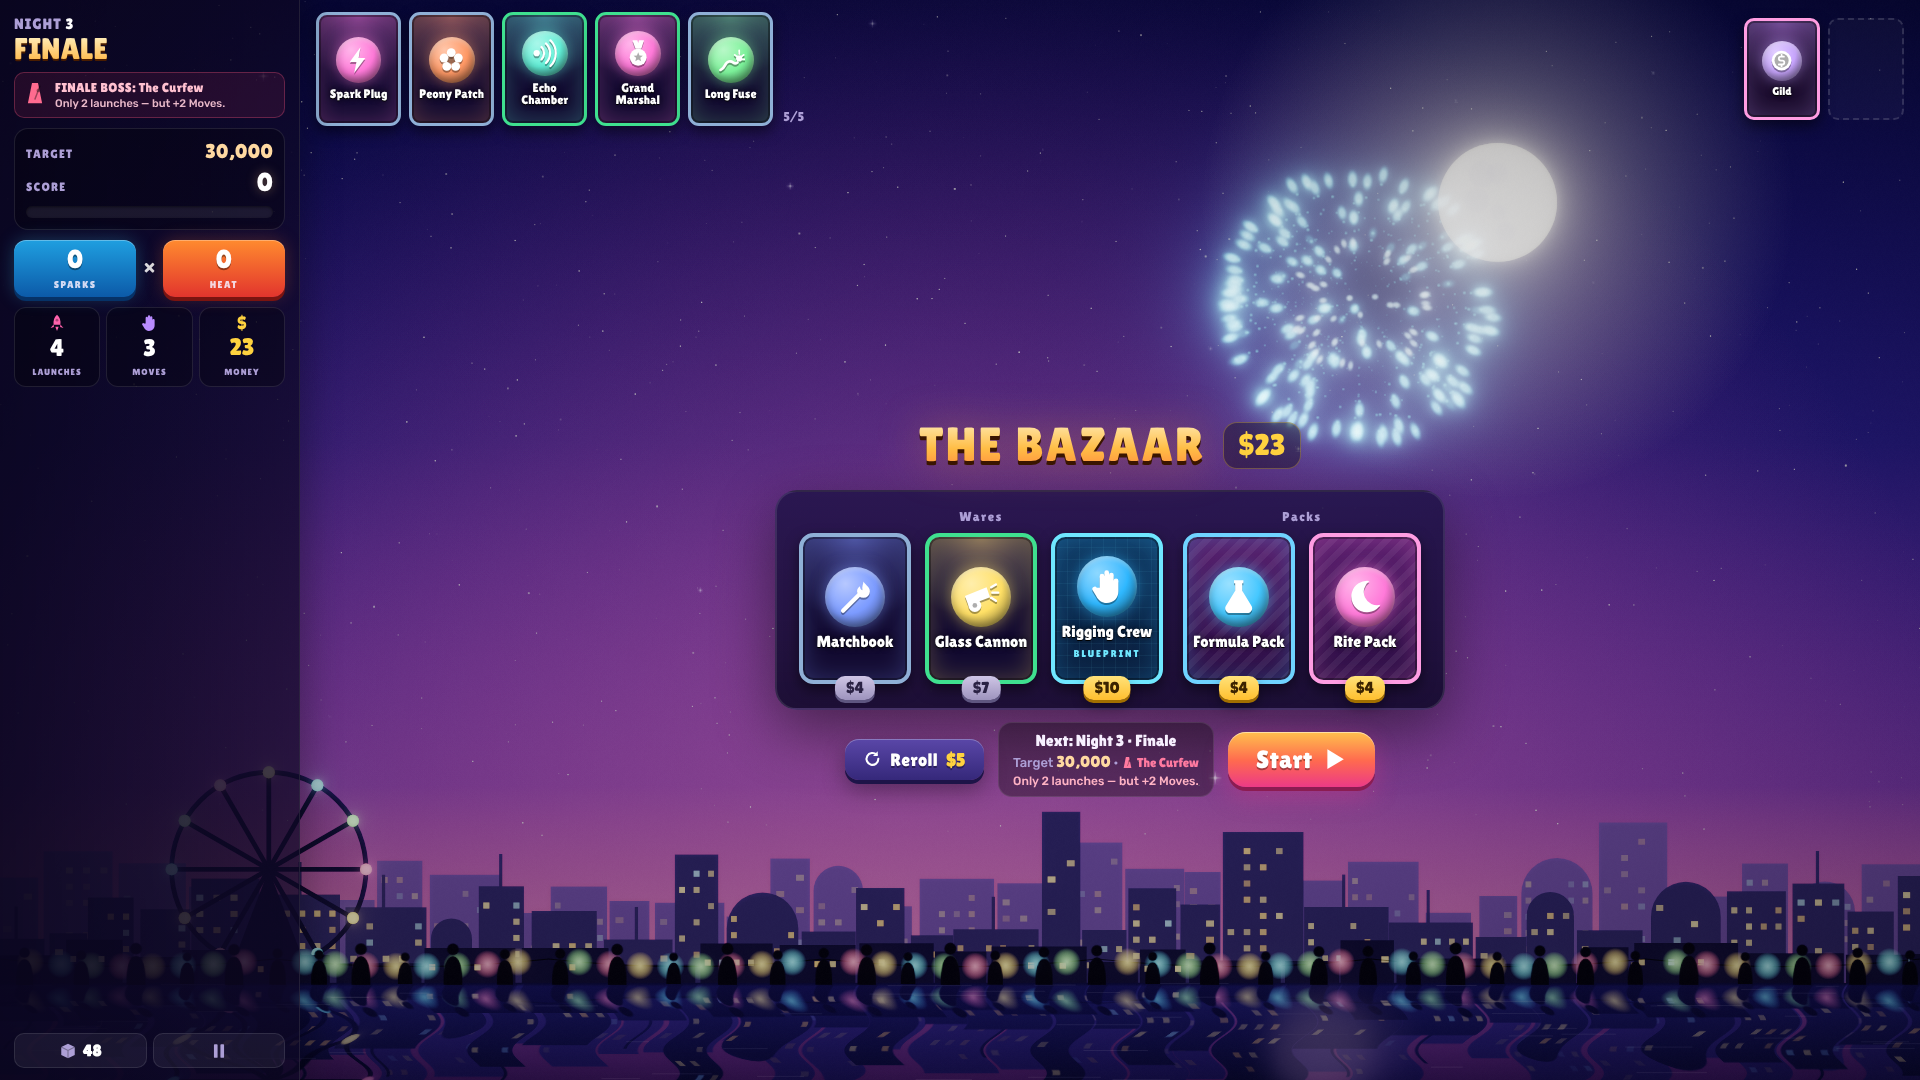 NIGHT 3
FINALE
FINALE BOSS: The Curfew
Only 2 launches — but +2 Moves.
TARGET 30,000
SCORE 0
0 SPARKS × 0 HEAT
4 LAUNCHES
3 MOVES
$ 23 MONEY
48
Spark Plug
Peony Patch
Echo Chamber
Grand Marshal
Long Fuse
5/5
Gild
THE BAZAAR $23
Wares
Packs
Matchbook
$4
Glass Cannon
$7
Rigging Crew
BLUEPRINT
$10
Formula Pack
$4
Rite Pack
$4
Reroll $5
Next: Night 3 · Finale
Target 30,000 · The Curfew
Only 2 launches — but +2 Moves.
Start